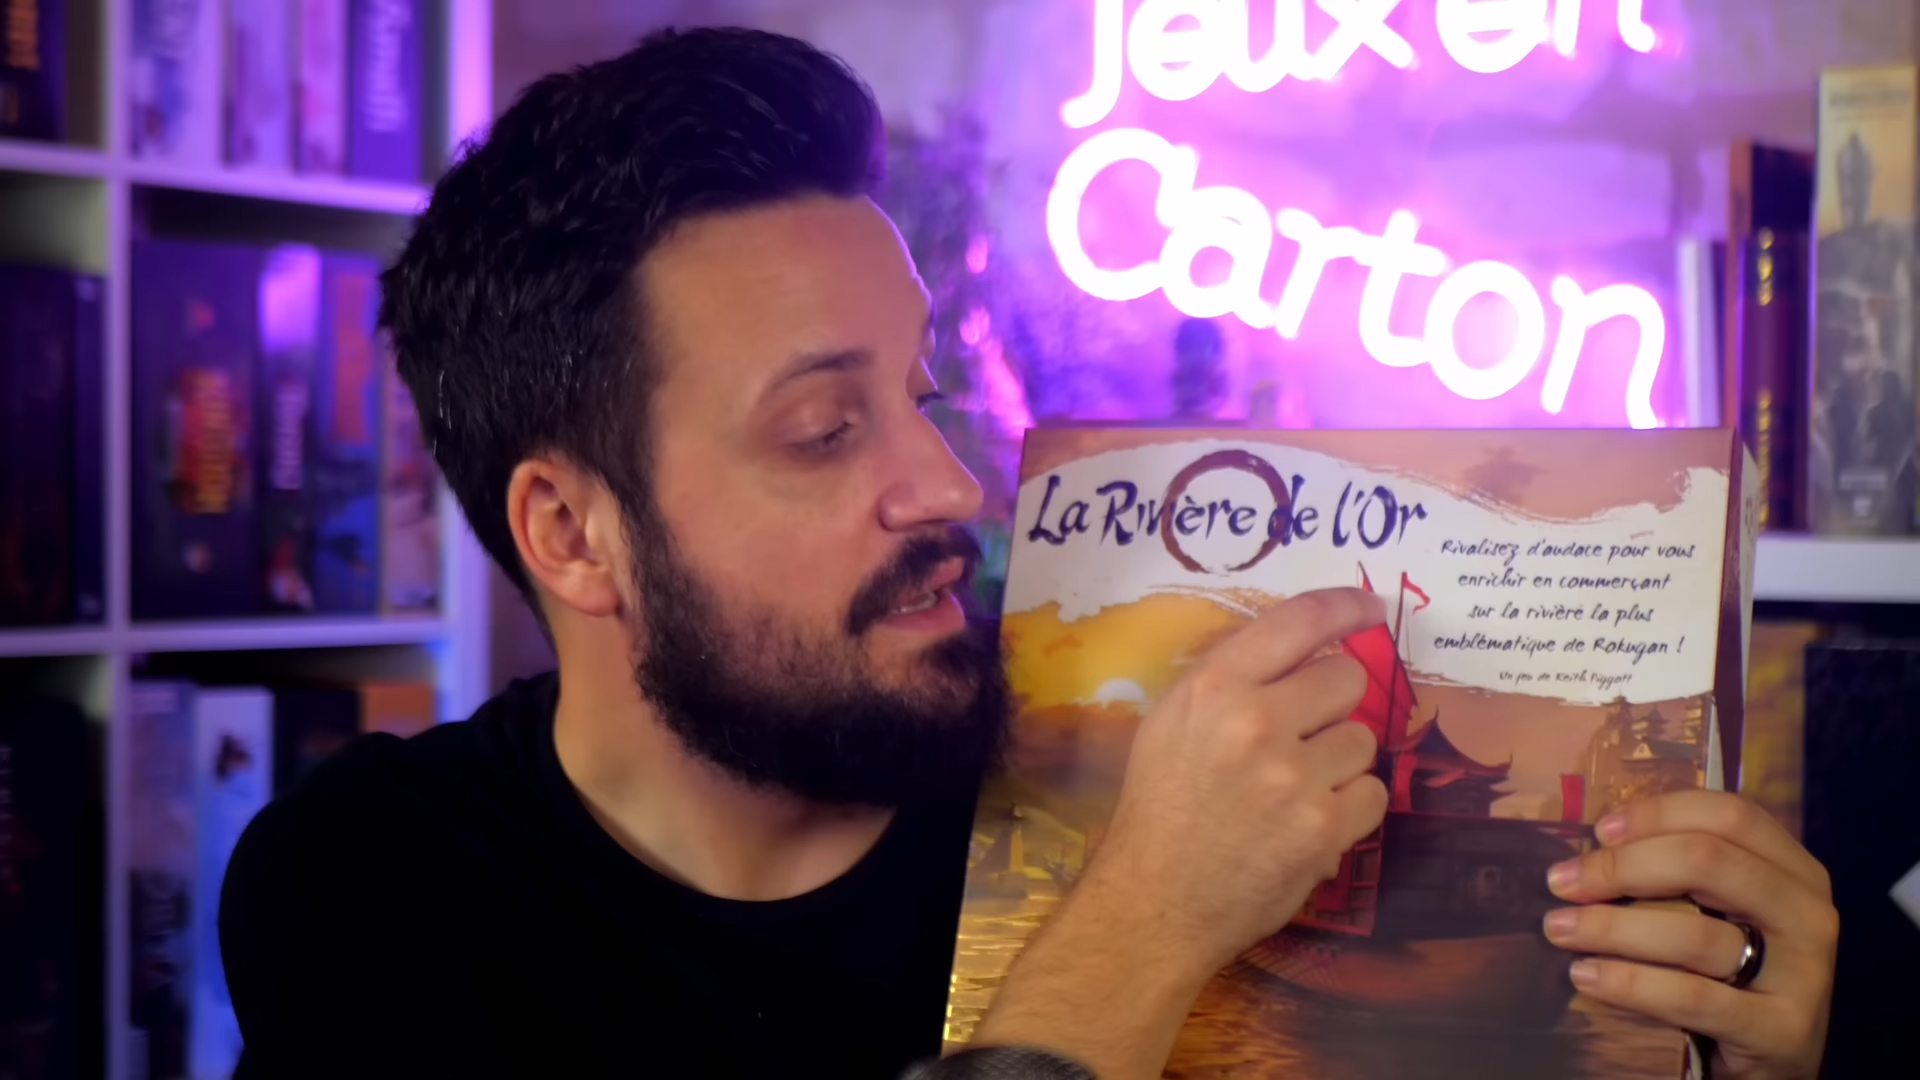 Jeux en
Carton
La Rivière de l'Or
Rivalisez d'audace pour vous
enrichir en commerçant
sur la rivière la plus
emblématique de Rokugan !
Un jeu de Keith Piggott